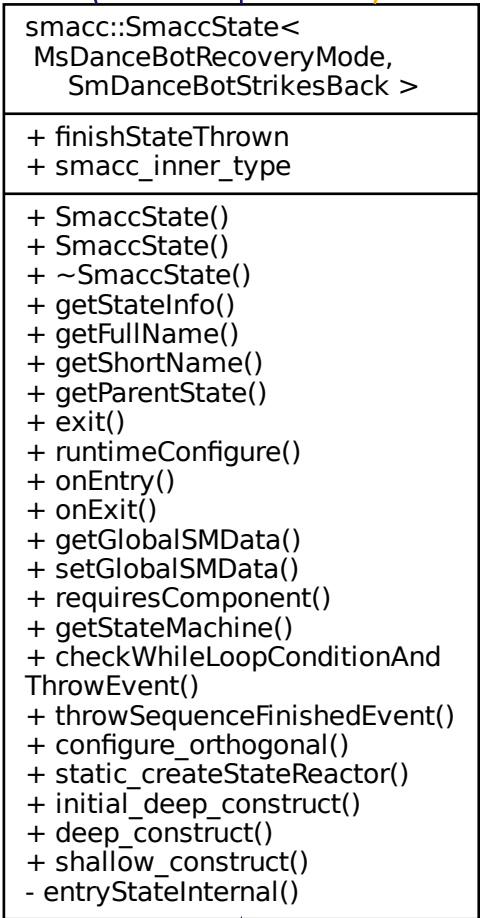 smacc::SmaccState<
MsDanceBotRecoveryMode,
SmDanceBotStrikesBack >
+ finishStateThrown
+ smacc_inner_type
+ SmaccState()
+ SmaccState()
+ ~SmaccState()
+ getStateInfo()
+ getFullName()
+ getShortName()
+ getParentState()
+ exit()
+ runtimeConfigure()
+ onEntry()
+ onExit()
+ getGlobalSMData()
+ setGlobalSMData()
+ requiresComponent()
+ getStateMachine()
+ checkWhileLoopConditionAnd
ThrowEvent()
+ throwSequenceFinishedEvent()
+ configure_orthogonal()
+ static_createStateReactor()
+ initial_deep_construct()
+ deep_construct()
+ shallow_construct()
- entryStateInternal()